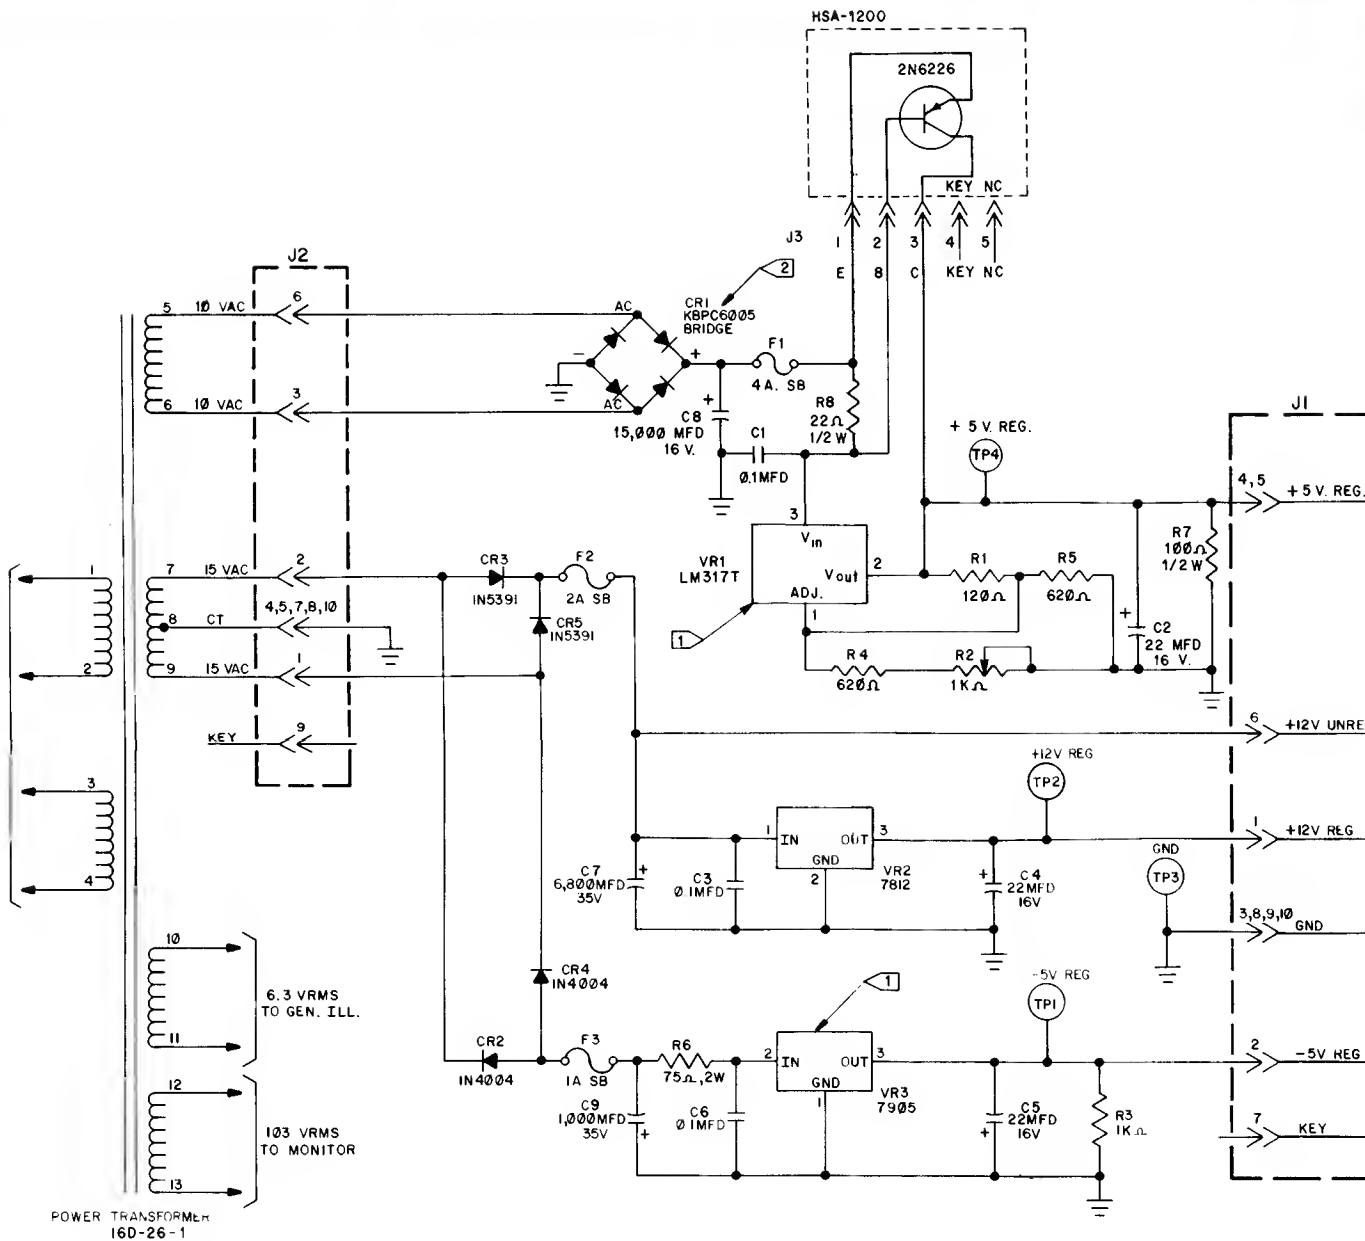 HSA-1200
2N6226
KEY NC
J3
1 2 3 4 5
E B C KEY NC
2
J2
5 10 VAC 6
6 10 VAC 3
AC
CR1
KBPC6005
BRIDGE
-
+
AC
F1
4A. SB
+
C8
15,000 MFD
16 V.
C1
0.1MFD
R8
22Ω
1/2 W
+ 5 V. REG.
TP4
J1
4,5
+ 5 V. REG.
R7
100Ω
1/2 W
3
Vin
VR1
LM317T
Vout
2
ADJ.
1
1
R1
120Ω
R5
620Ω
R4
620Ω
R2
1KΩ
+
C2
22 MFD
16 V.
1
2
3
4
7 15 VAC 2
8 CT 4,5,7,8,10
9 15 VAC 1
KEY 9
CR3
1N5391
CR5
1N5391
F2
2A SB
6
+12V UNRE
+12V REG
TP2
1 IN OUT 3
GND
2
VR2
7812
C7
6,800MFD
35V
+
C3
0.1MFD
+
C4
22MFD
16V
1
+12V REG
GND
TP3
3,8,9,10
GND
10
11
6.3 VRMS
TO GEN. ILL.
12
13
103 VRMS
TO MONITOR
CR4
1N4004
CR2
1N4004
F3
1A SB
R6
75Ω,2W
1
2 IN OUT 3
GND
1
VR3
7905
-5V REG
TP1
C9
1,000MFD
35V
+
C6
0.1MFD
C5
22MFD
16V
+
R3
1KΩ
2
-5V REG
7
KEY
POWER TRANSFORMER
16D-26-1